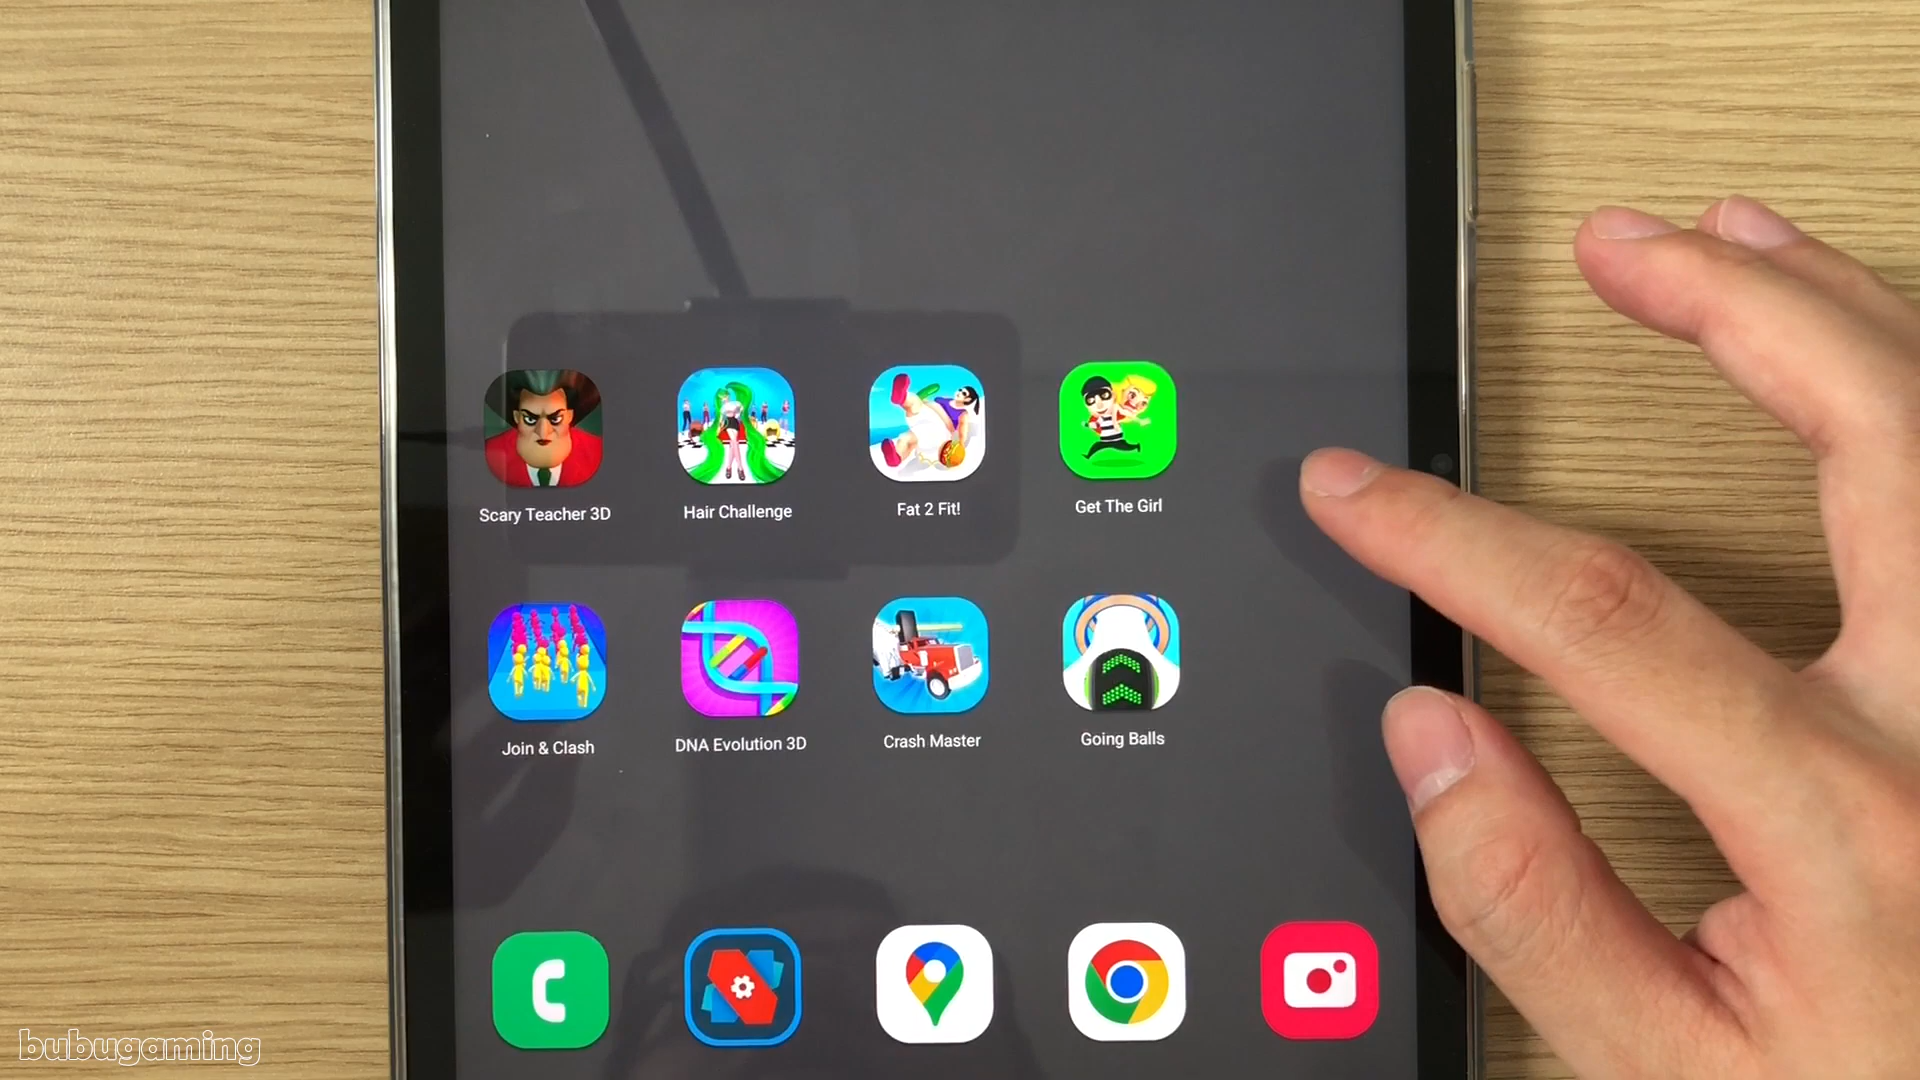 Scary Teacher 3D
Hair Challenge
Fat 2 Fit!
Get The Girl
Join & Clash
DNA Evolution 3D
Crash Master
Going Balls
bubugaming